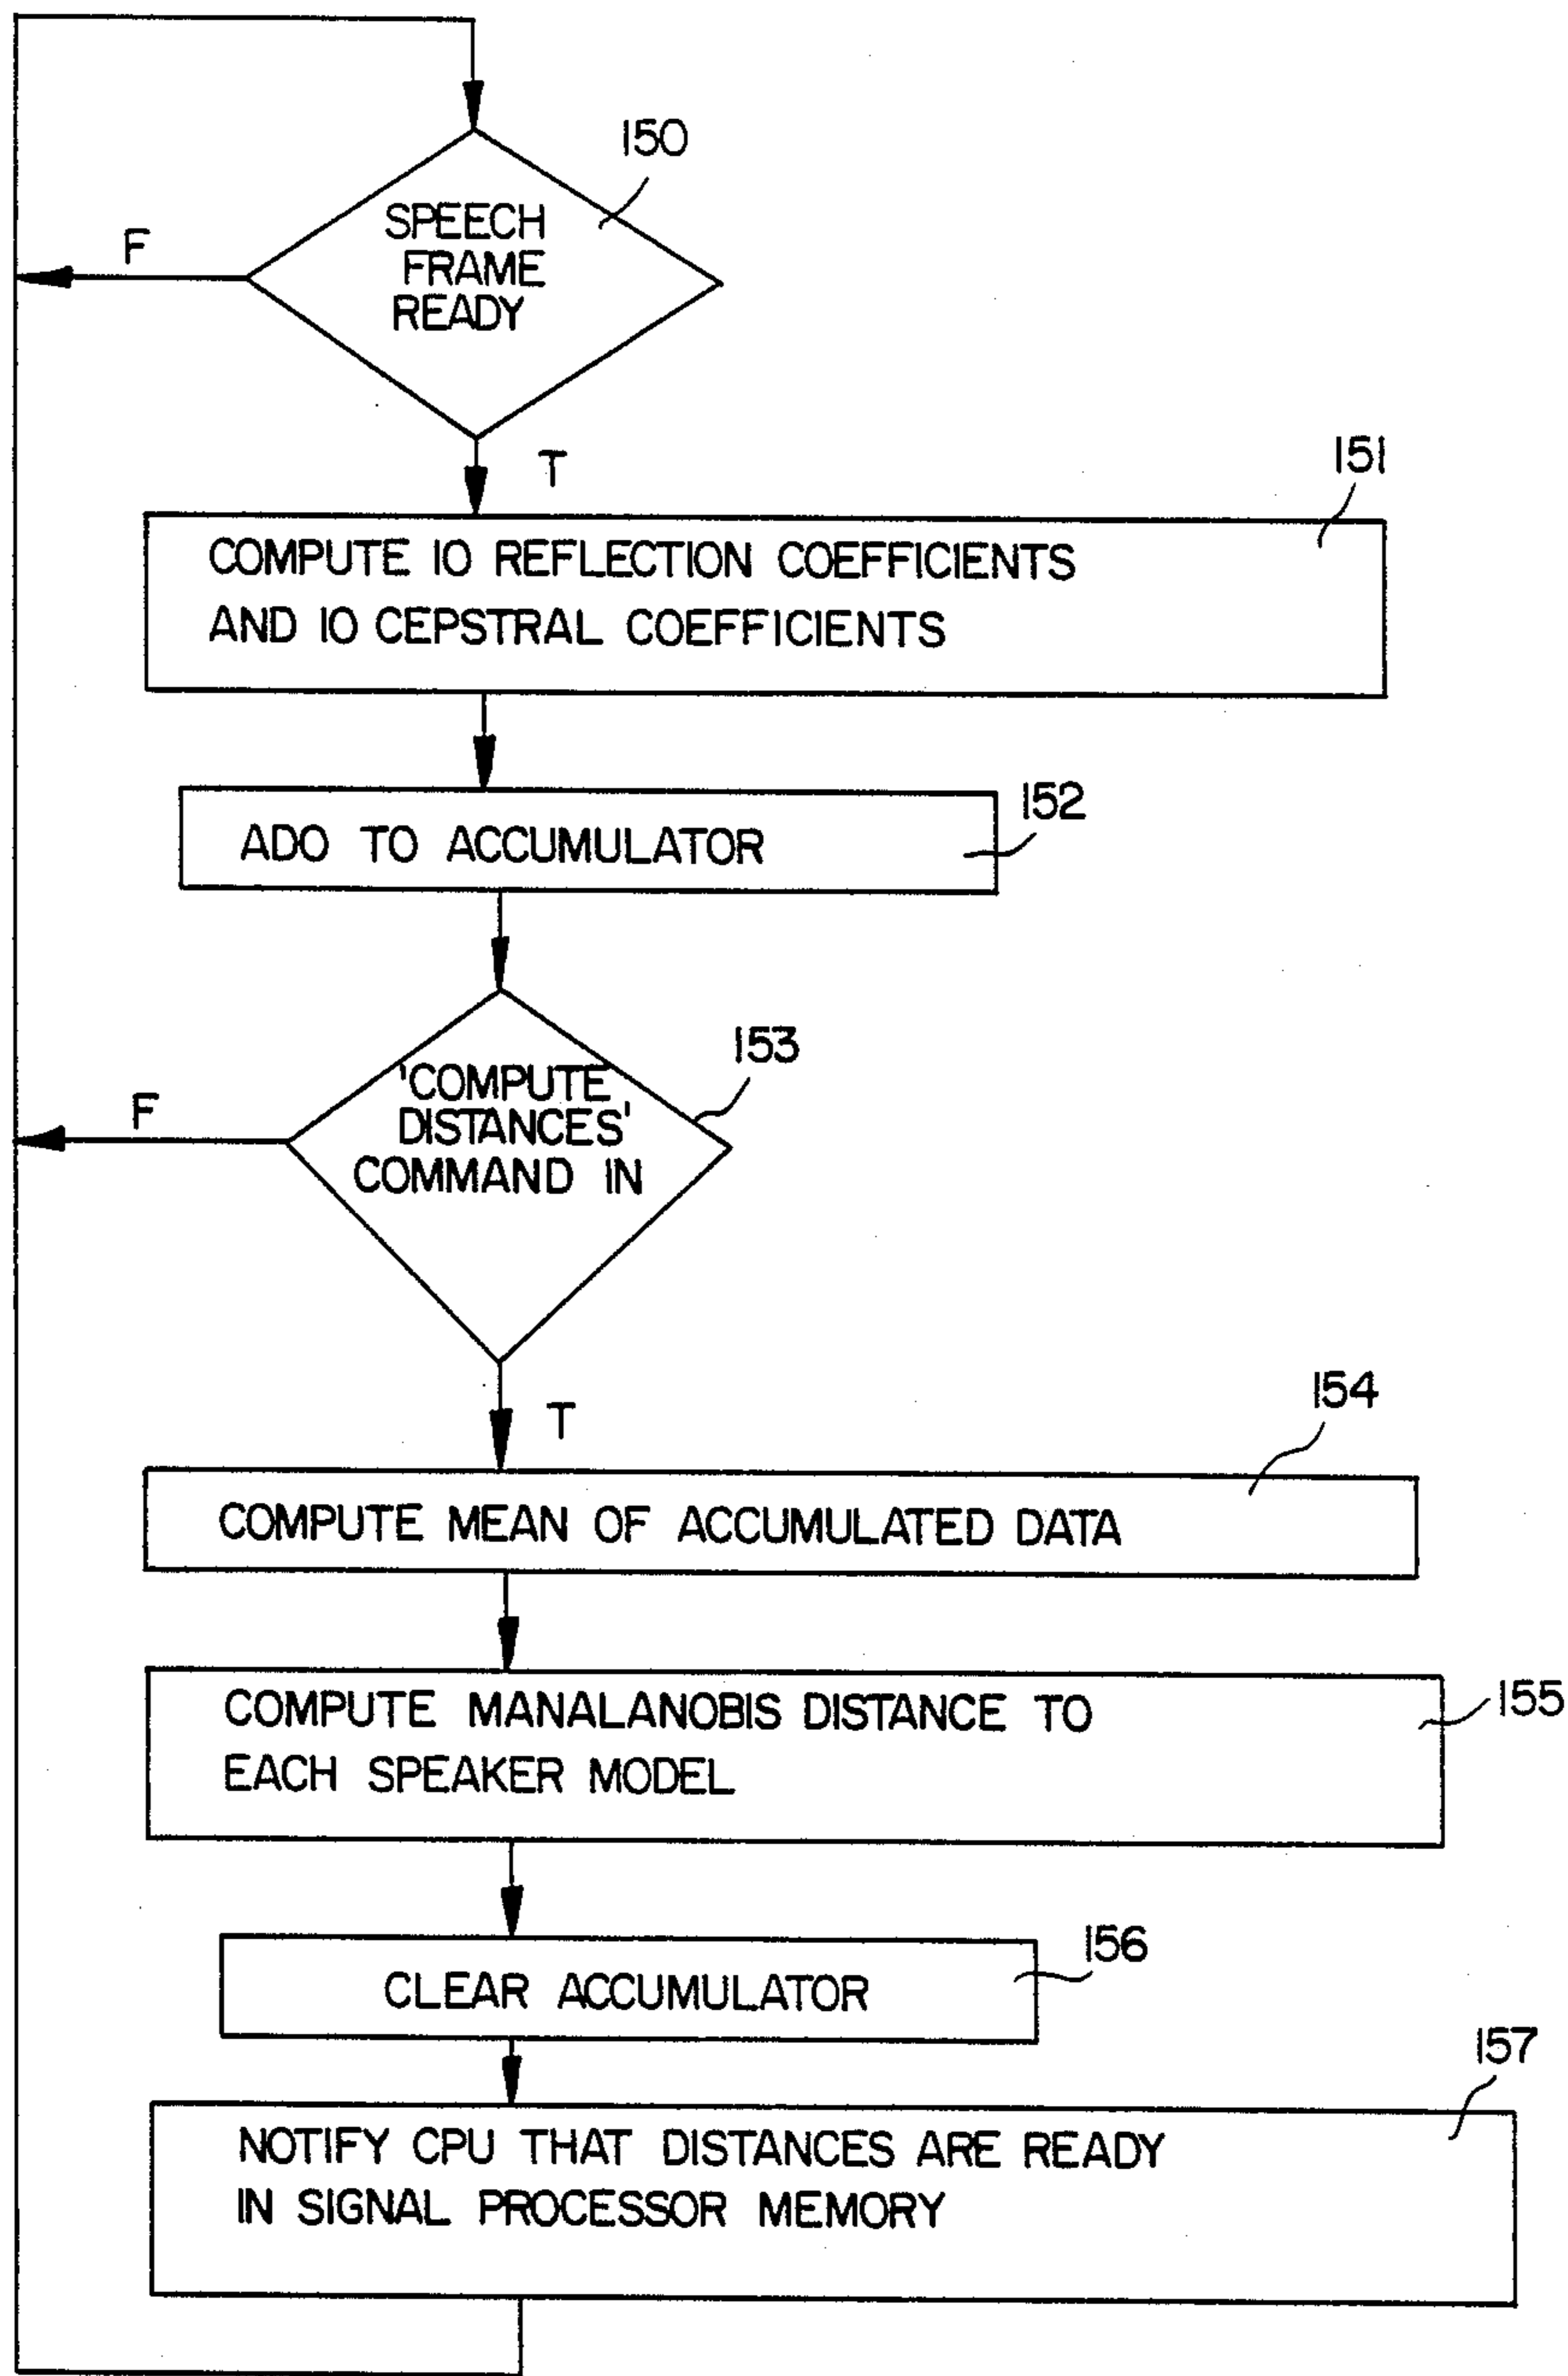 150
SPEECH
FRAME
READY
F
T
151
COMPUTE 10 REFLECTION COEFFICIENTS
AND 10 CEPSTRAL COEFFICIENTS
152
ADO TO ACCUMULATOR
153
'COMPUTE
DISTANCES'
COMMAND IN
F
T
154
COMPUTE MEAN OF ACCUMULATED DATA
155
COMPUTE MANALANOBIS DISTANCE TO
EACH SPEAKER MODEL
156
CLEAR ACCUMULATOR
157
NOTIFY CPU THAT DISTANCES ARE READY
IN SIGNAL PROCESSOR MEMORY